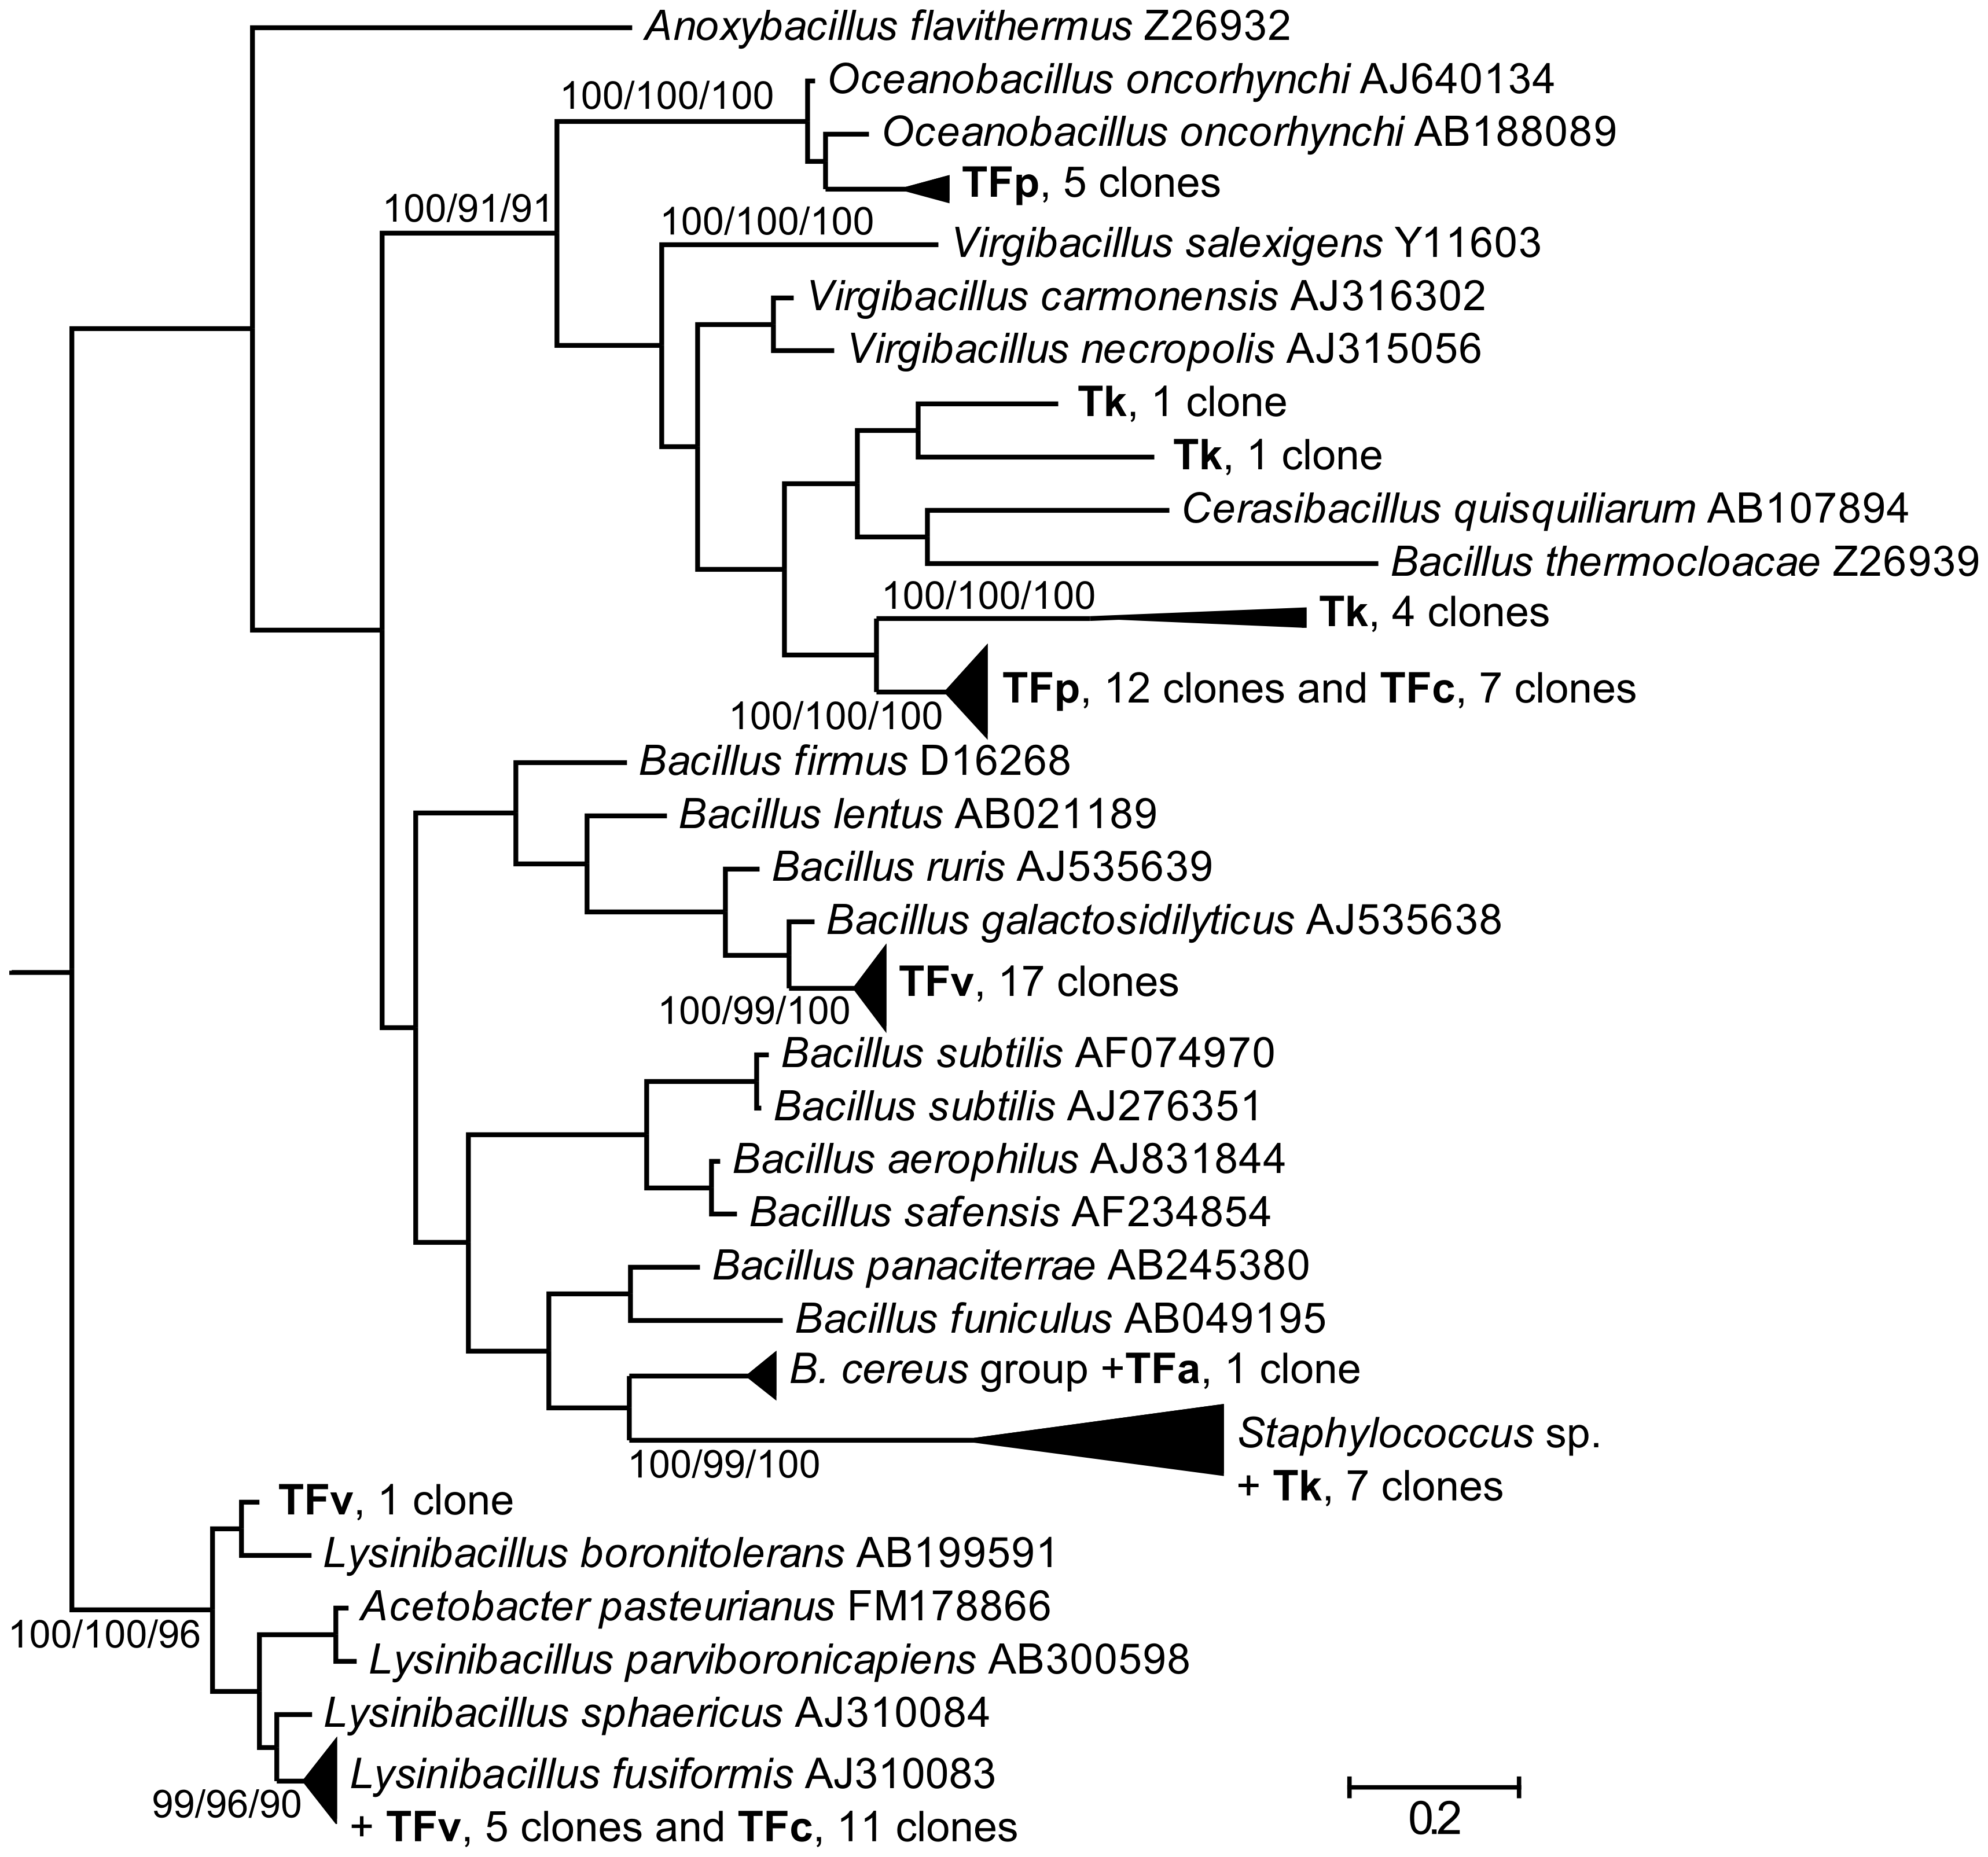 Anoxybacillus flavithermus Z26932
Oceanobacillus oncorhynchi AJ640134
100/100/100
Oceanobacillus oncorhynchi AB188089
TFp, 5 clones
100/91/91
100/100/100
Virgibacillus salexigens Y11603
Virgibacillus carmonensis AJ316302
Virgibacillus necropolis AJ315056
Tk, 1 clone
Tk, 1 clone
Cerasibacillus quisquiliarum AB107894
Bacillus thermocloacae Z26939
100/100/100
Tk, 4 clones
TFp, 12 clones and TFc, 7 clones
100/100/100
Bacillus firmus D16268
Bacillus lentus AB021189
Bacillus ruris AJ535639
Bacillus galactosidilyticus AJ535638
TFv, 17 clones
100/99/100
Bacillus subtilis AF074970
Bacillus subtilis AJ276351
Bacillus aerophilus AJ831844
Bacillus safensis AF234854
Bacillus panaciterrae AB245380
Bacillus funiculus AB049195
B. cereus group +TFa, 1 clone
Staphylococcus sp.
100/99/100
+ Tk, 7 clones
TFv, 1 clone
Lysinibacillus boronitolerans AB199591
Acetobacter pasteurianus FM178866
100/100/96
Lysinibacillus parviboronicapiens AB300598
Lysinibacillus sphaericus AJ310084
Lysinibacillus fusiformis AJ310083
99/96/90
+ TFv, 5 clones and TFc, 11 clones
0.2